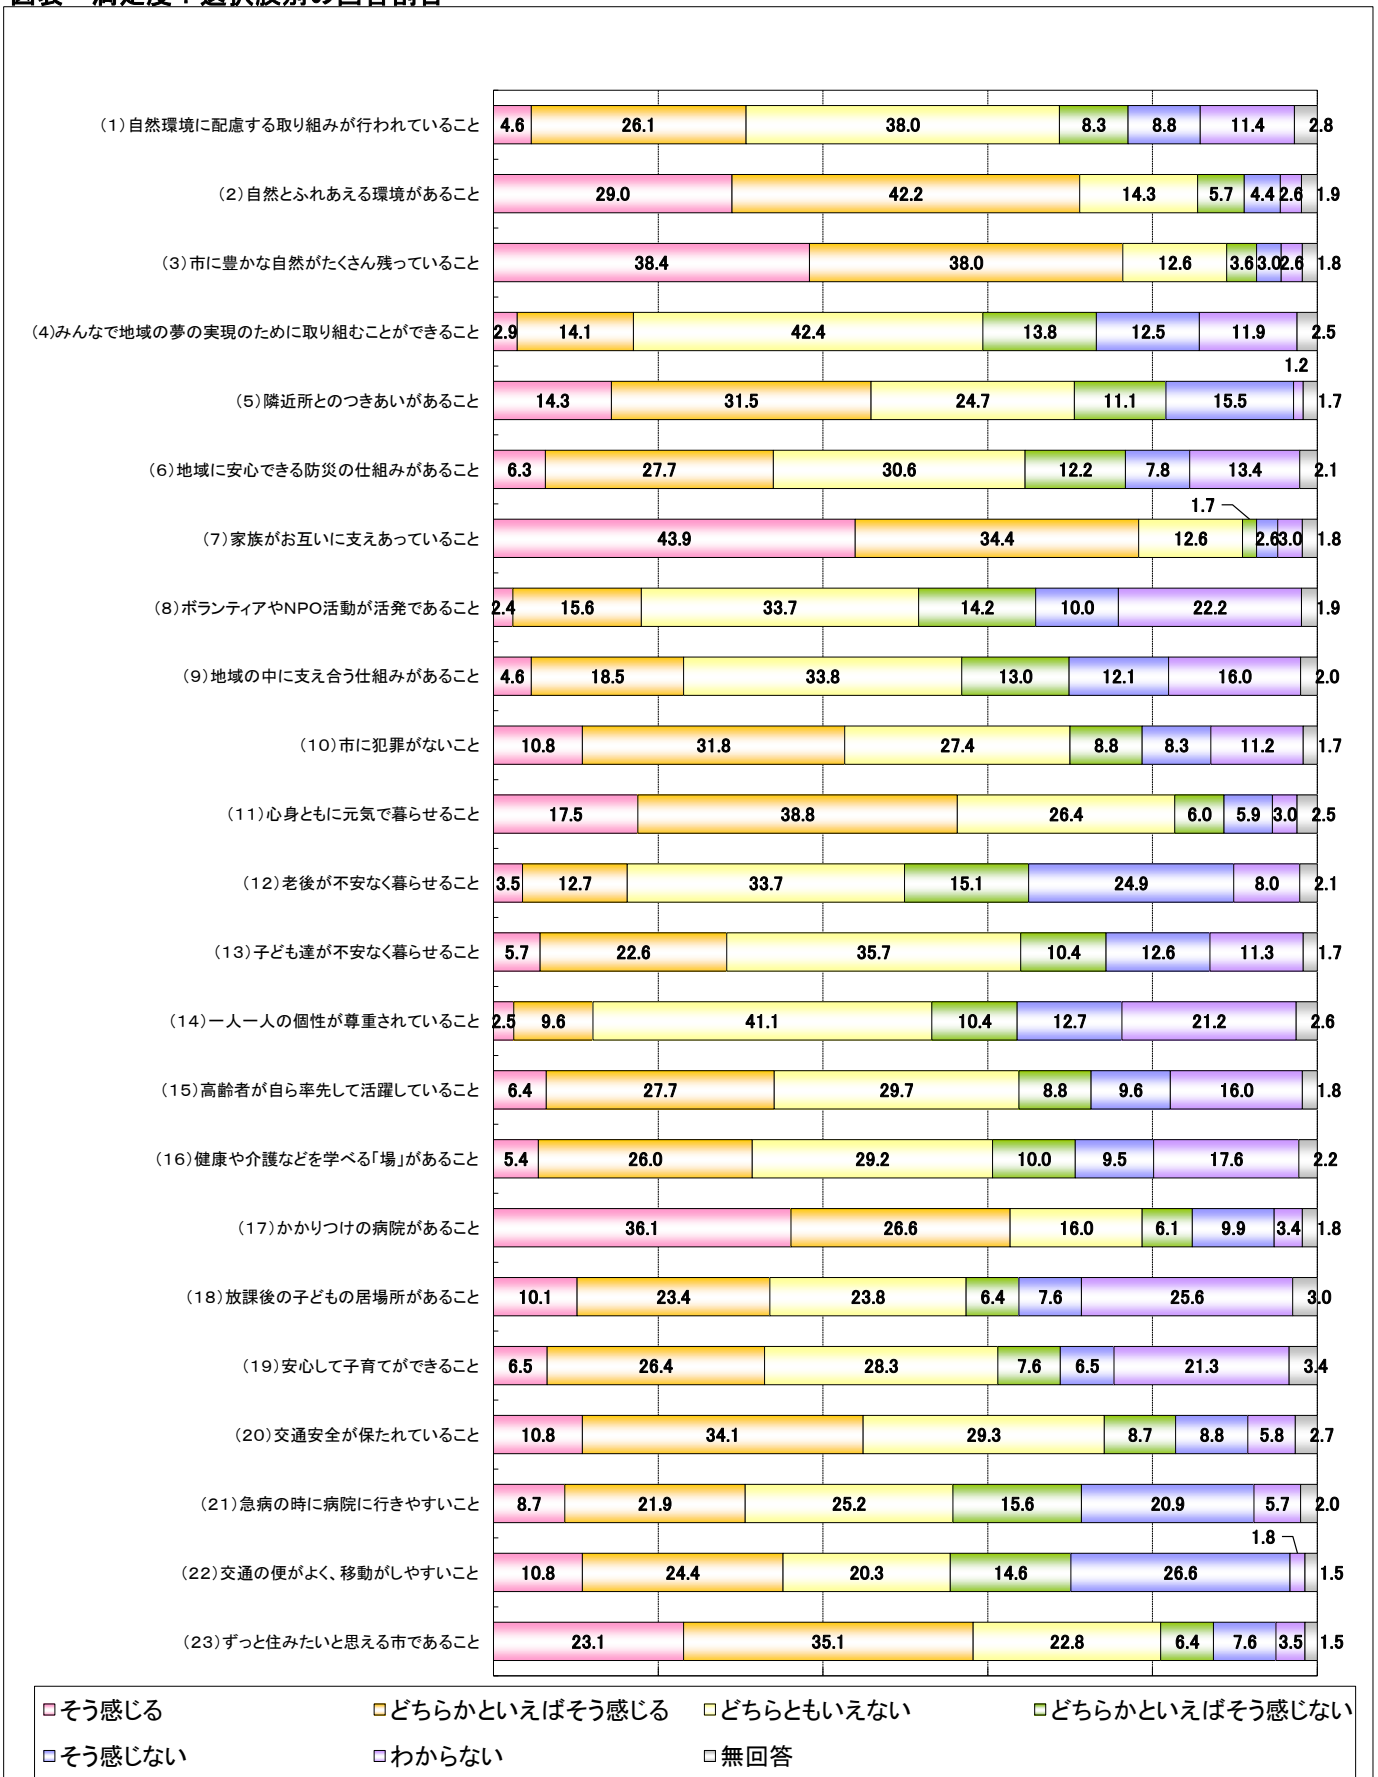 図表 満足度：選択肢別の回答割合
（１）自然環境に配慮する取り組みが行われていること 4.6 26.1 38.0 8.3 8.8 11.4 2.8
（２）自然とふれあえる環境があること 29.0 42.2 14.3 5.7 4.4 2.6 1.9
（３）市に豊かな自然がたくさん残っていること 38.4 38.0 12.6 3.6 3.0 2.6 1.8
（４）みんなで地域の夢の実現のために取り組むことができること 2.9 14.1 42.4 13.8 12.5 11.9 2.5
（５）隣近所とのつきあいがあること 14.3 31.5 24.7 11.1 15.5 1.2 1.7
（６）地域に安心できる防災の仕組みがあること 6.3 27.7 30.6 12.2 7.8 13.4 2.1
（７）家族がお互いに支えあっていること 43.9 34.4 12.6 1.7 2.6 3.0 1.8
（８）ボランティアやNPO活動が活発であること 2.4 15.6 33.7 14.2 10.0 22.2 1.9
（９）地域の中に支え合う仕組みがあること 4.6 18.5 33.8 13.0 12.1 16.0 2.0
（１０）市に犯罪がないこと 10.8 31.8 27.4 8.8 8.3 11.2 1.7
（１１）心身ともに元気で暮らせること 17.5 38.8 26.4 6.0 5.9 3.0 2.5
（１２）老後が不安なく暮らせること 3.5 12.7 33.7 15.1 24.9 8.0 2.1
（１３）子ども達が不安なく暮らせること 5.7 22.6 35.7 10.4 12.6 11.3 1.7
（１４）一人一人の個性が尊重されていること 2.5 9.6 41.1 10.4 12.7 21.2 2.6
（１５）高齢者が自ら率先して活躍していること 6.4 27.7 29.7 8.8 9.6 16.0 1.8
（１６）健康や介護などを学べる「場」があること 5.4 26.0 29.2 10.0 9.5 17.6 2.2
（１７）かかりつけの病院があること 36.1 26.6 16.0 6.1 9.9 3.4 1.8
（１８）放課後の子どもの居場所があること 10.1 23.4 23.8 6.4 7.6 25.6 3.0
（１９）安心して子育てができること 6.5 26.4 28.3 7.6 6.5 21.3 3.4
（２０）交通安全が保たれていること 10.8 34.1 29.3 8.7 8.8 5.8 2.7
（２１）急病の時に病院に行きやすいこと 8.7 21.9 25.2 15.6 20.9 5.7 2.0
（２２）交通の便がよく、移動がしやすいこと 10.8 24.4 20.3 14.6 26.6 1.8 1.5
（２３）ずっと住みたいと思える市であること 23.1 35.1 22.8 6.4 7.6 3.5 1.5
そう感じる どちらかといえばそう感じる どちらともいえない どちらかといえばそう感じない
そう感じない わからない 無回答